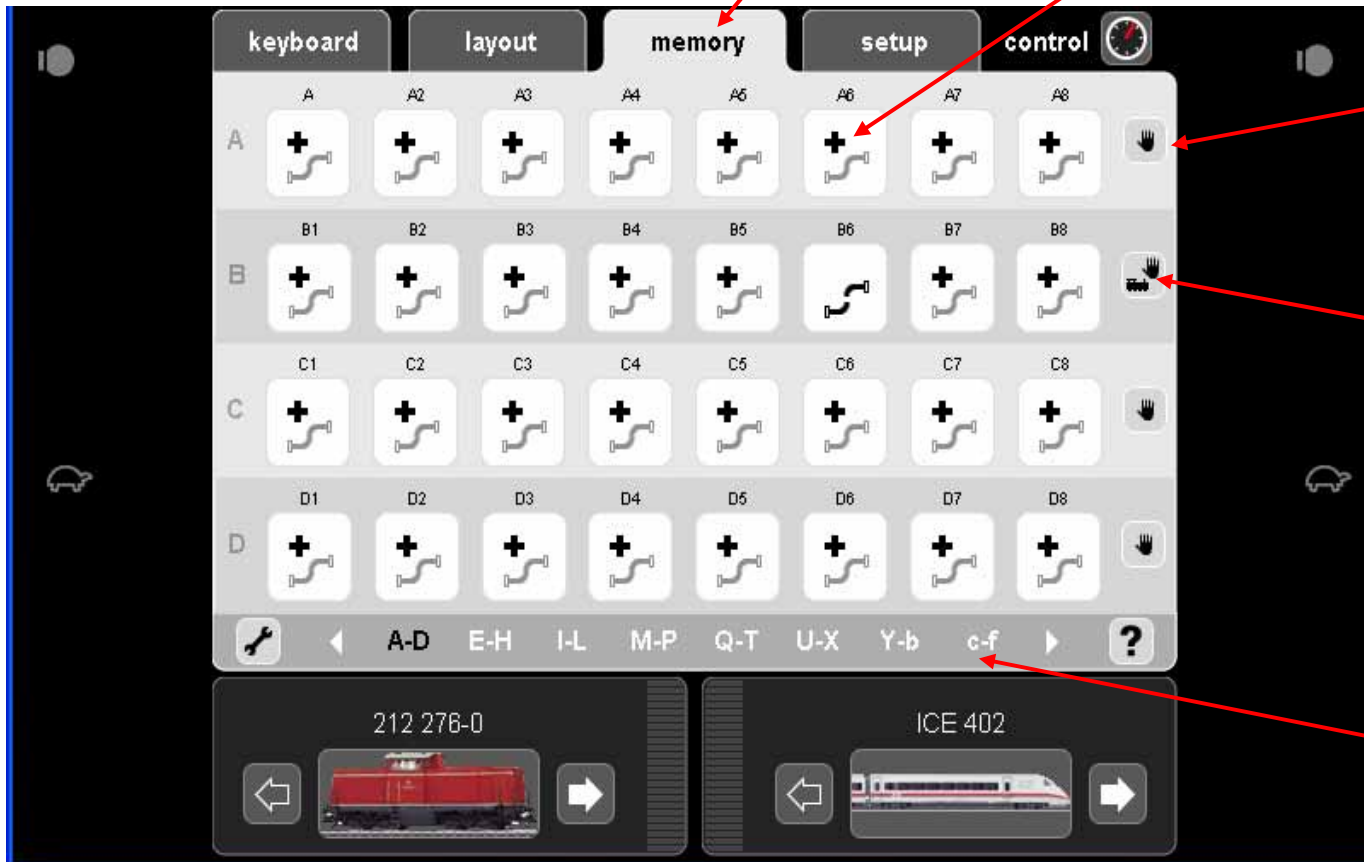 keyboard layout memory setup control
A A2 A3 A4 A5 A6 A7 A8
A
B1 B2 B3 B4 B5 B6 B7 B8
B
C1 C2 C3 C4 C5 C6 C7 C8
C
D1 D2 D3 D4 D5 D6 D7 D8
D
A-D E-H I-L M-P Q-T U-X Y-b c-f ?
212 276-0 ICE 402